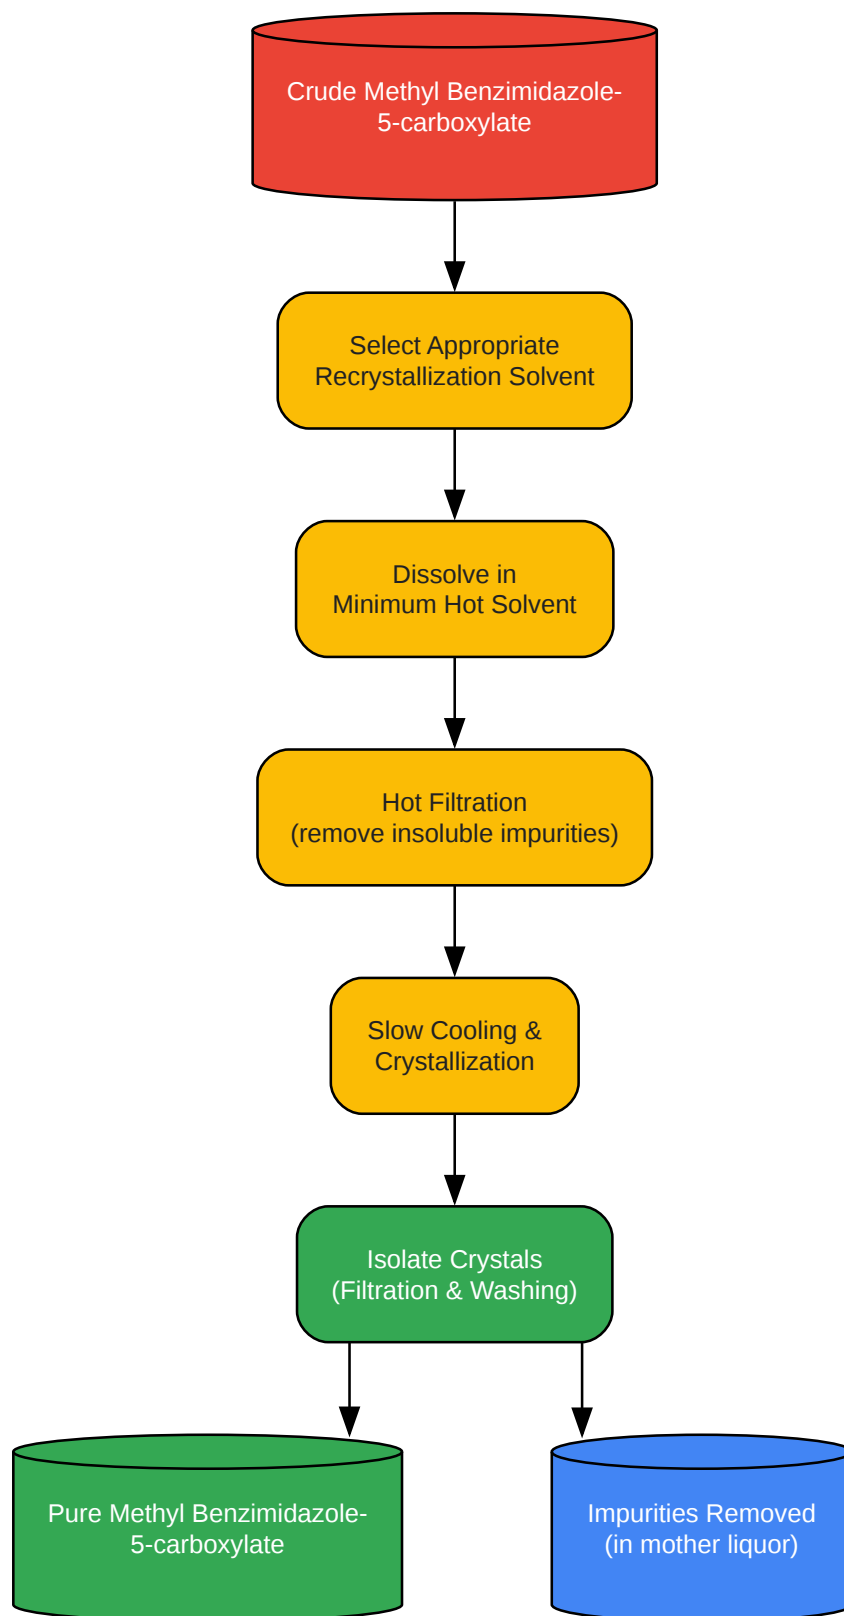 Crude Methyl Benzimidazole-
5-carboxylate
Select Appropriate
Recrystallization Solvent
Dissolve in
Minimum Hot Solvent
Hot Filtration
(remove insoluble impurities)
Slow Cooling &
Crystallization
Isolate Crystals
(Filtration & Washing)
Pure Methyl Benzimidazole-
5-carboxylate
Impurities Removed
(in mother liquor)